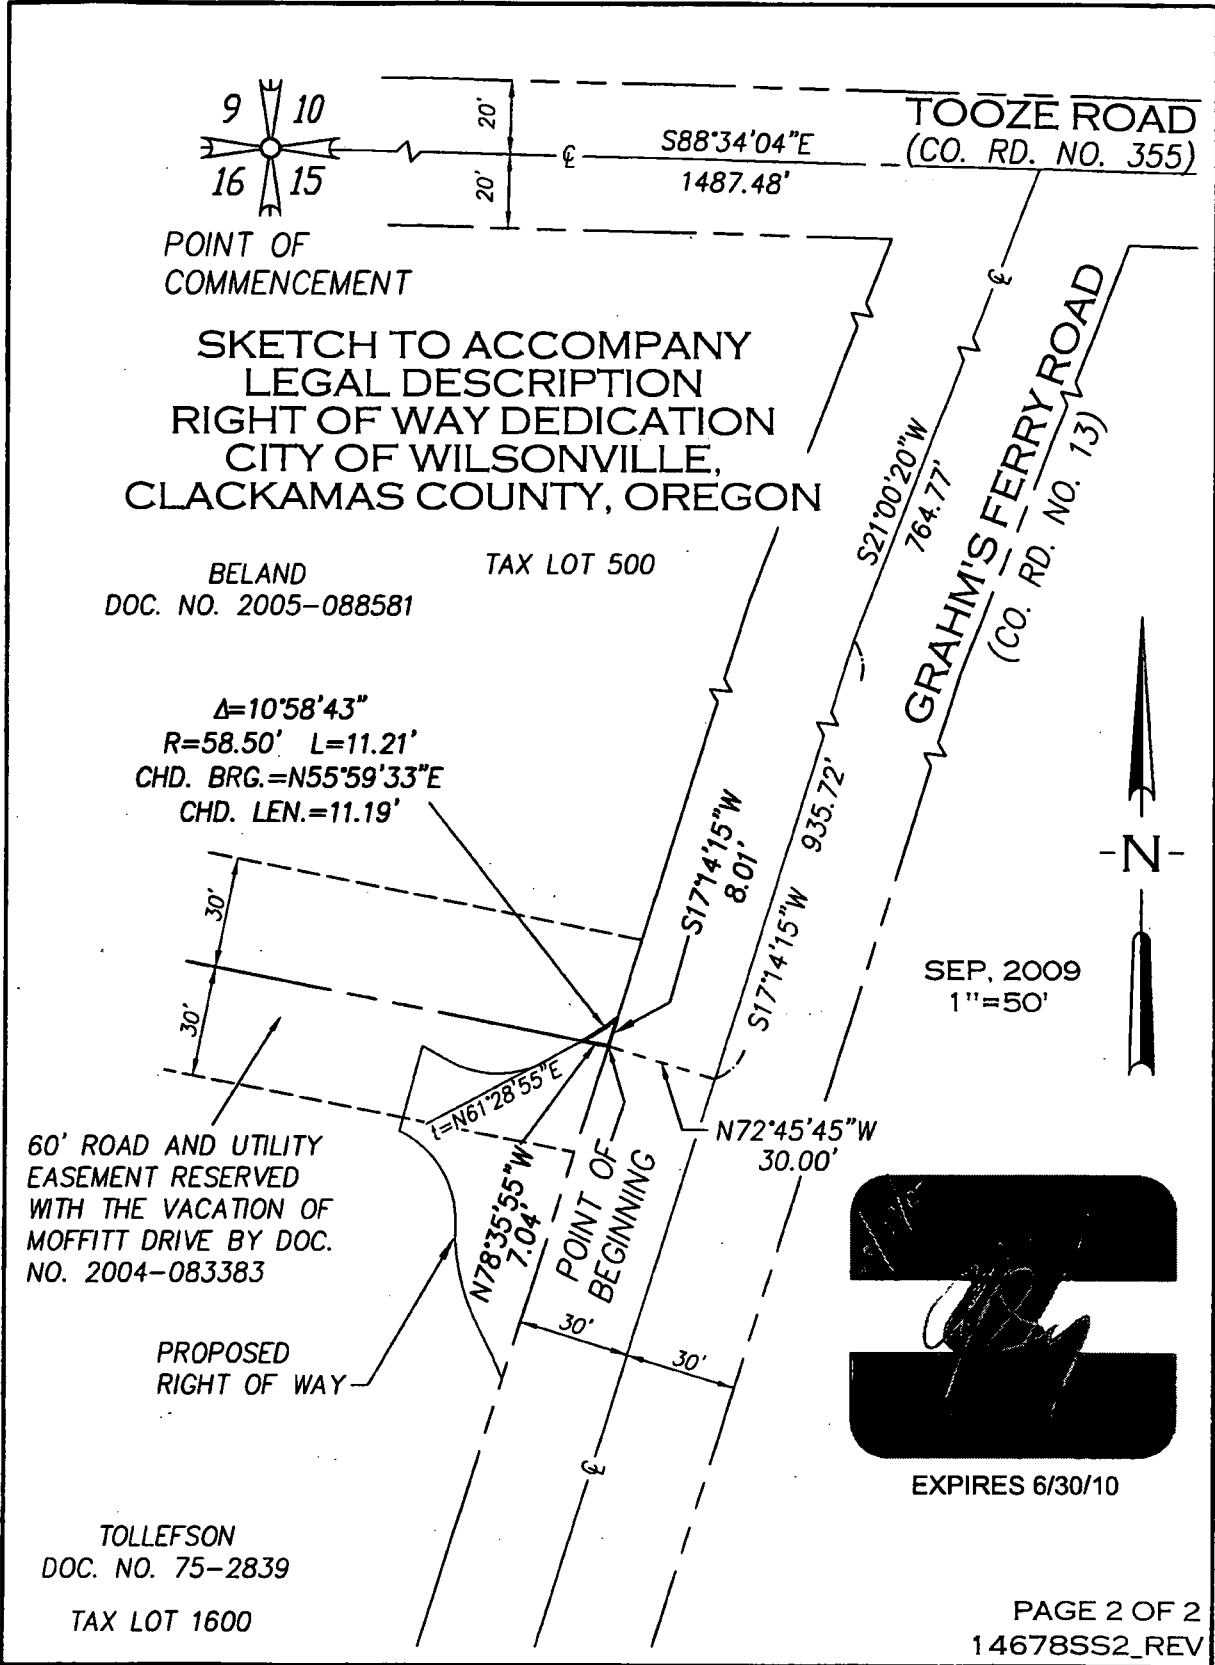 9 10
16 15
POINT OF
COMMENCEMENT
20'
20'
℄
S88°34'04"E
1487.48'
TOOZE ROAD
(CO. RD. NO. 355)
SKETCH TO ACCOMPANY
LEGAL DESCRIPTION
RIGHT OF WAY DEDICATION
CITY OF WILSONVILLE,
CLACKAMAS COUNTY, OREGON
℄
S21°00'20"W
764.77'
GRAHM'S FERRY ROAD
(CO. RD. NO. 13)
BELAND
DOC. NO. 2005-088581
TAX LOT 500
Δ=10°58'43"
R=58.50' L=11.21'
CHD. BRG.=N55°59'33"E
CHD. LEN.=11.19'
S17°14'15"W
8.01'
S17°14'15"W 935.72'
-N-
SEP, 2009
1"=50'
30'
30'
t=N61°28'55"E
N72°45'45"W
30.00'
N78°35'55"W
7.04'
POINT OF
BEGINNING
60' ROAD AND UTILITY
EASEMENT RESERVED
WITH THE VACATION OF
MOFFITT DRIVE BY DOC.
NO. 2004-083383
30'
30'
PROPOSED
RIGHT OF WAY
℄
EXPIRES 6/30/10
TOLLEFSON
DOC. NO. 75-2839
TAX LOT 1600
PAGE 2 OF 2
14678SS2_REV